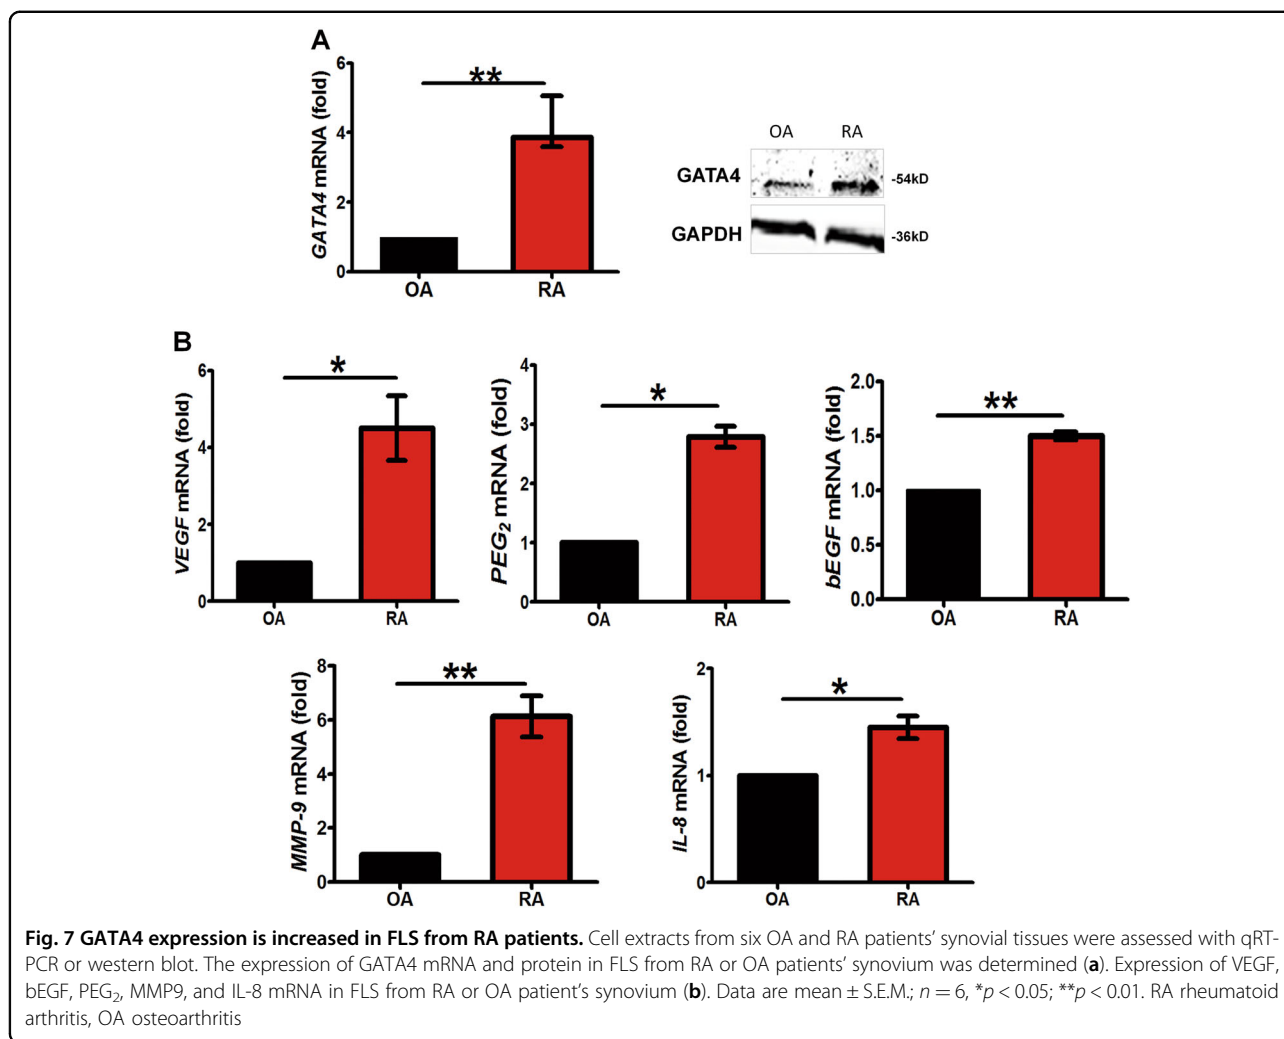 A
GATA4 mRNA (fold)
6
4
2
0
**
OA
RA
OA RA
GATA4
-54kD
GAPDH
-36kD
B
VEGF mRNA (fold)
6
4
2
0
*
OA
RA
PEG₂ mRNA (fold)
4
3
2
1
0
*
OA
RA
bEGF mRNA (fold)
2.0
1.5
1.0
0.5
0.0
**
OA
RA
MMP-9 mRNA (fold)
8
6
4
2
0
**
OA
RA
IL-8 mRNA (fold)
2
1
0
*
OA
RA
Fig. 7 GATA4 expression is increased in FLS from RA patients. Cell extracts from six OA and RA patients’ synovial tissues were assessed with qRT-
PCR or western blot. The expression of GATA4 mRNA and protein in FLS from RA or OA patients’ synovium was determined (a). Expression of VEGF,
bEGF, PEG₂, MMP9, and IL-8 mRNA in FLS from RA or OA patient’s synovium (b). Data are mean ± S.E.M.; n = 6, *p < 0.05; **p < 0.01. RA rheumatoid
arthritis, OA osteoarthritis